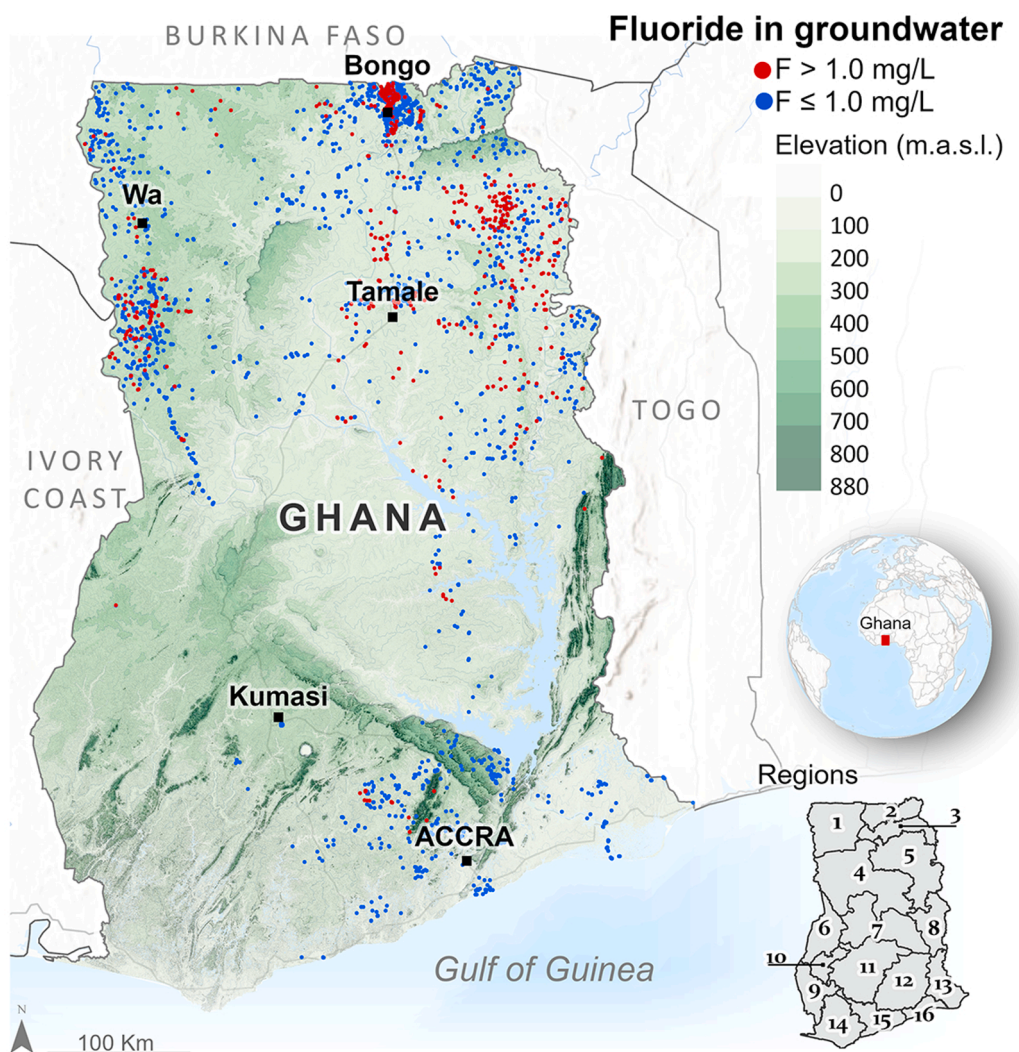 Fluoride in groundwater
F > 1.0 mg/L
F ≤ 1.0 mg/L
Elevation (m.a.s.l.)
0
100
200
300
400
500
600
700
800
880
BURKINA FASO
Bongo
Wa
Tamale
TOGO
IVORY
COAST
GHANA
Ghana
Kumasi
ACCRA
Gulf of Guinea
N
100 Km
Regions
1
2
3
4
5
6
7
8
9
10
11
12
13
14
15
16